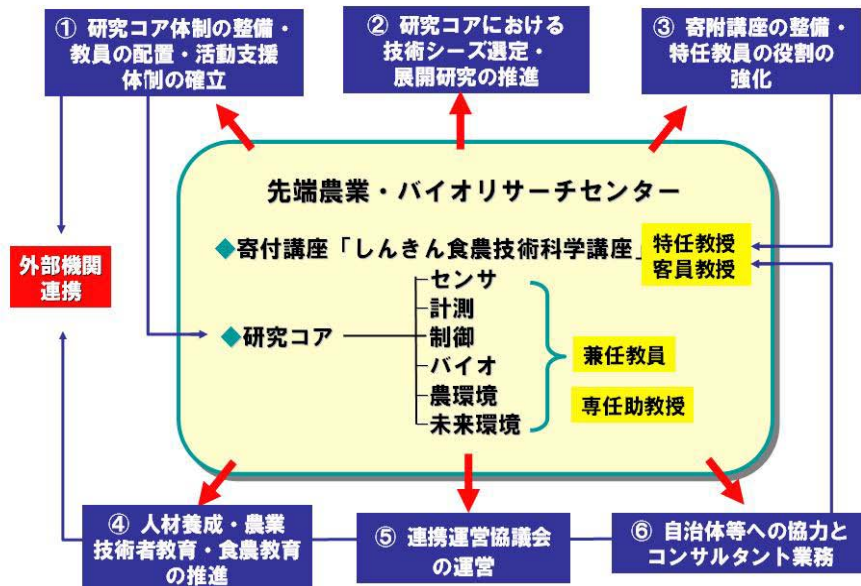 ① 研究コア体制の整備・
教員の配置・活動支援
体制の確立
② 研究コアにおける
技術シーズ選定・
展開研究の推進
③ 寄附講座の整備・
特任教員の役割の
強化
先端農業・バイオリサーチセンター
◆寄付講座「しんきん食農技術科学講座」
特任教授
客員教授
外部機関
連携
◆研究コア
センサ
計測
制御
バイオ
農環境
未来環境
兼任教員
専任助教授
④ 人材養成・農業
技術者教育・食農教育
の推進
⑤ 連携運営協議会
の運営
⑥ 自治体等への協力と
コンサルタント業務